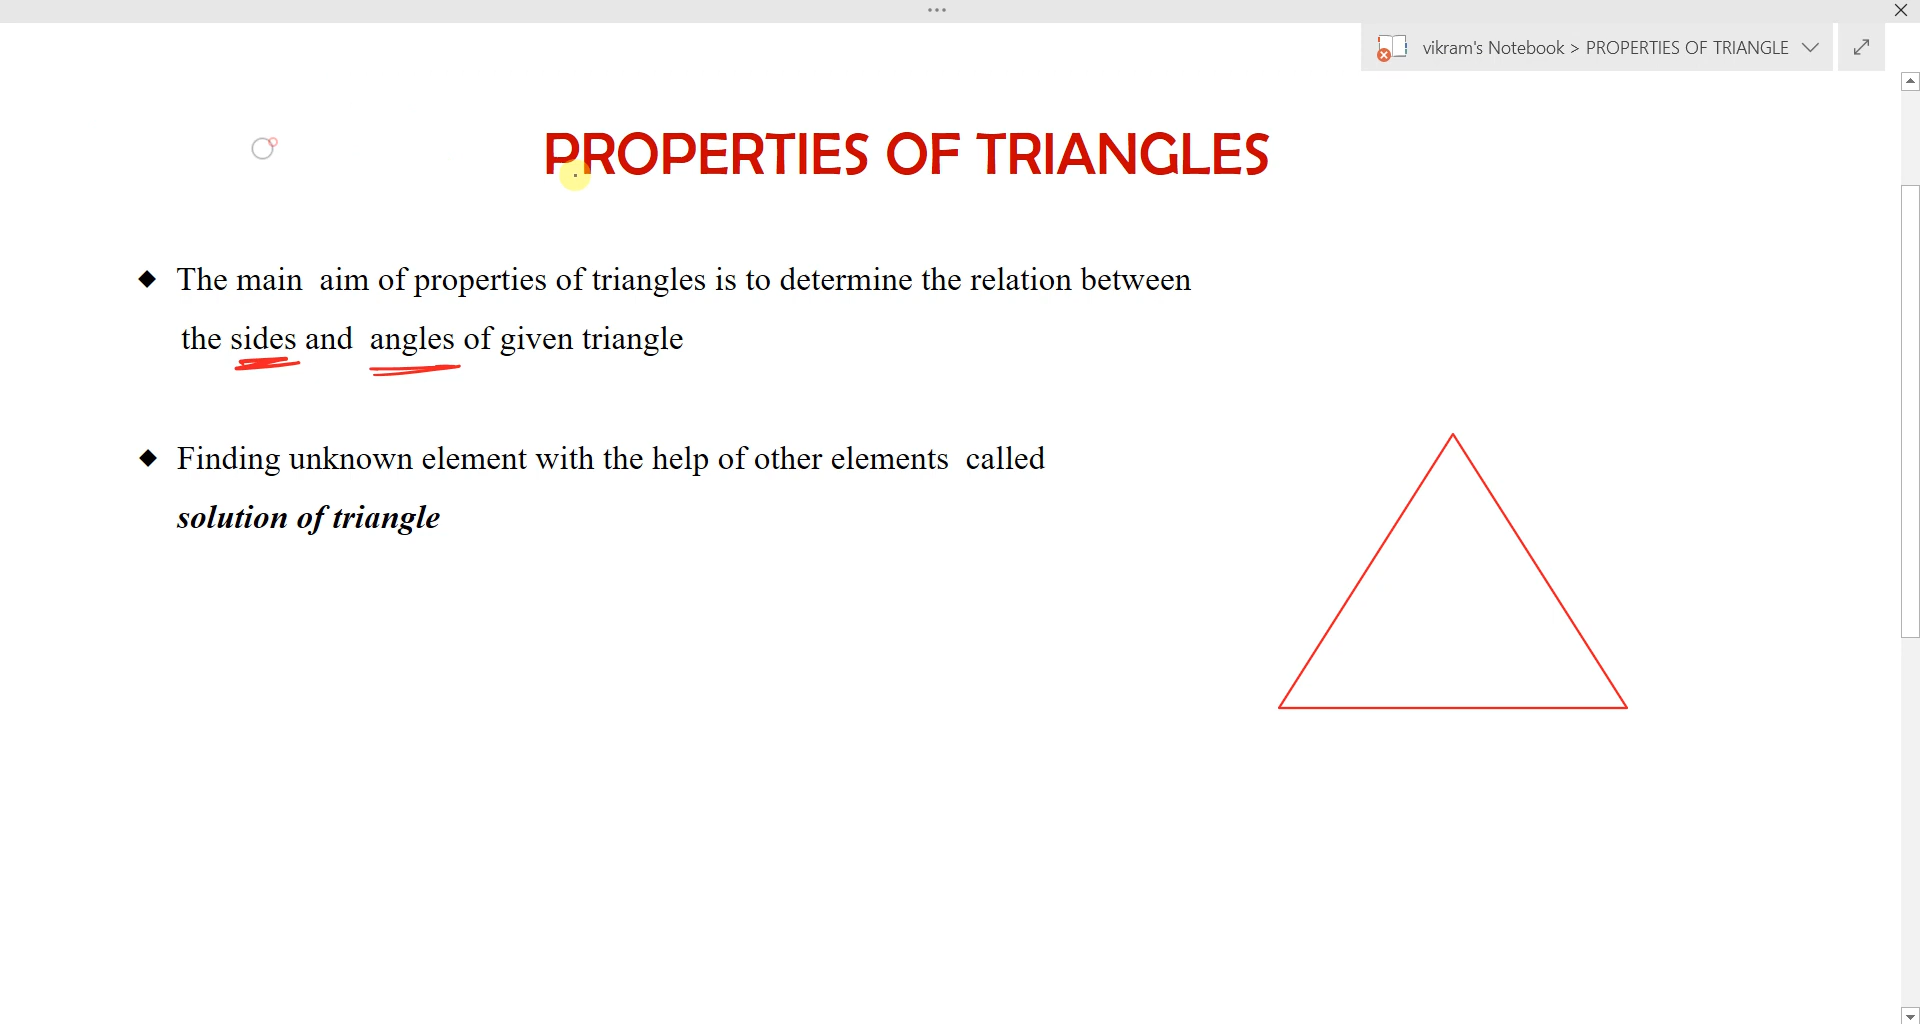 vikram's Notebook > PROPERTIES OF TRIANGLE
PROPERTIES OF TRIANGLES
◆ The main aim of properties of triangles is to determine the relation between
the sides and angles of given triangle
◆ Finding unknown element with the help of other elements called
solution of triangle